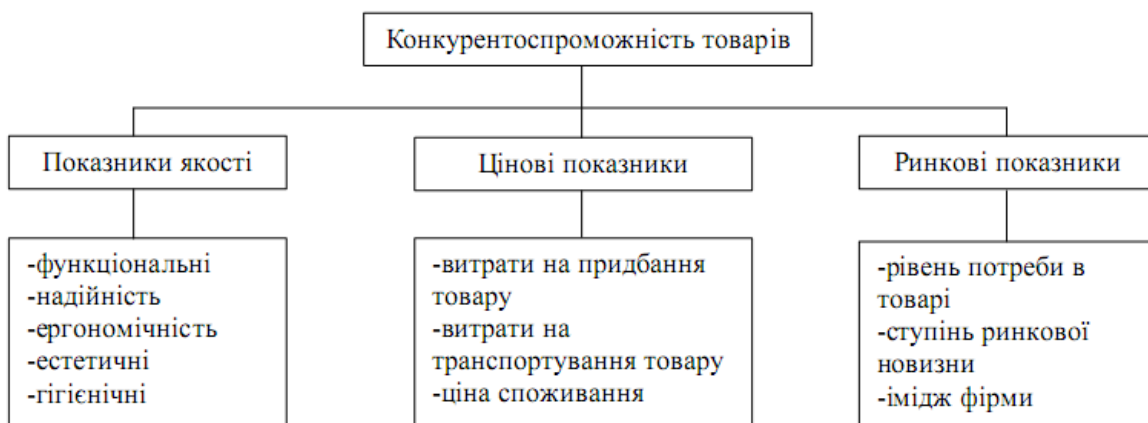 Конкурентоспроможність товарів
Показники якості
Цінові показники
Ринкові показники
-функціональні
-надійність
-ергономічність
-естетичні
-гігієнічні
-витрати на придбання
товару
-витрати на
транспортування товару
-ціна споживання
-рівень потреби в
товарі
-ступінь ринкової
новизни
-імідж фірми